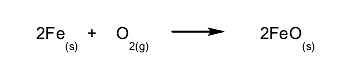 2Fe(s) + O2(g) ⟶ 2FeO(s)